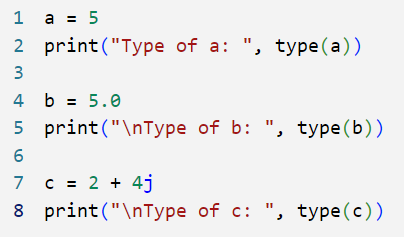 1 a = 5
2 print("Type of a: ", type(a))
3
4 b = 5.0
5 print("\nType of b: ", type(b))
6
7 c = 2 + 4j
8 print("\nType of c: ", type(c))